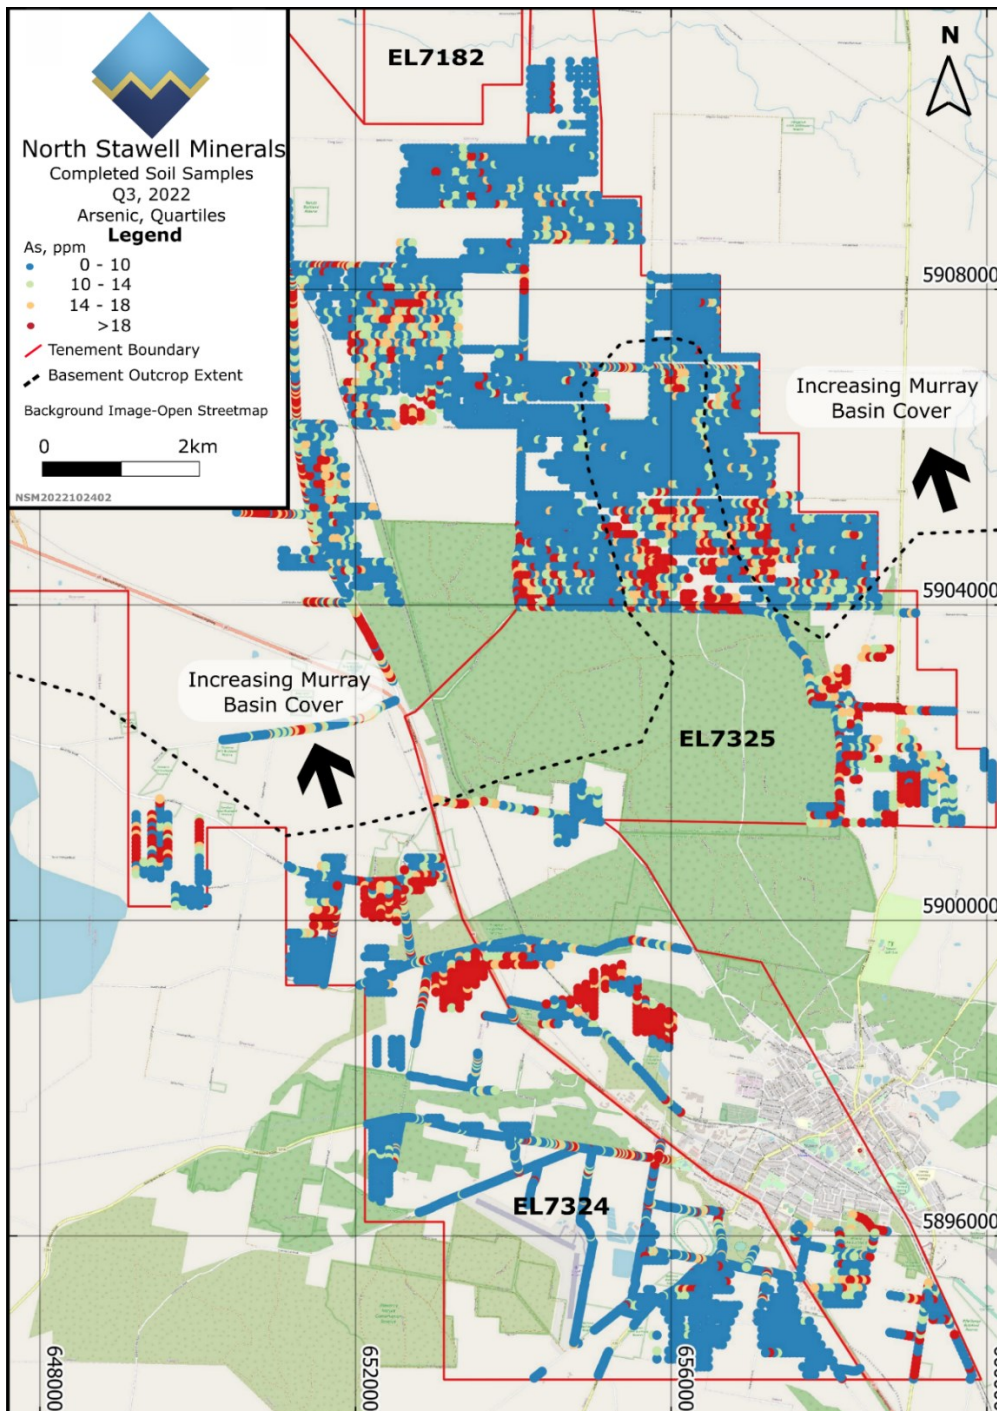 North Stawell Minerals
Completed Soil Samples
Q3, 2022
Arsenic, Quartiles
Legend
As, ppm
0 - 10
10 - 14
14 - 18
>18
Tenement Boundary
Basement Outcrop Extent
Background Image-Open Streetmap
0 2km
NSM2022102402
EL7182
N
5908000
Increasing Murray
Basin Cover
5904000
Increasing Murray
Basin Cover
EL7325
5900000
EL7324
5896000
648000
652000
656000